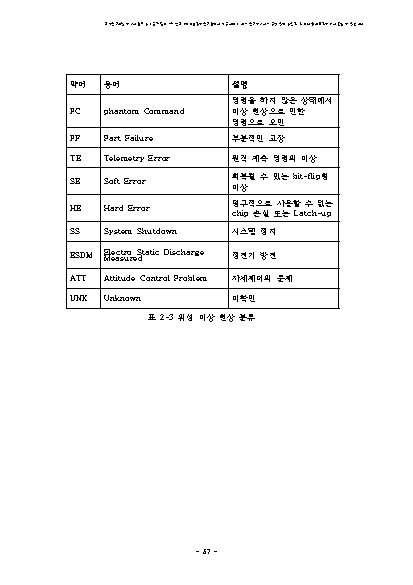 약어 용어 설명
PC phantom Command 명령을 하지 않은 상태에서
이상 현상으로 인한
명령으로 오인
PF Part Failure 부분적인 고장
TE Telemetry Error 원격 계측 명령의 이상
SE Soft Error 회복될 수 있는 bit-flip형
이상
HE Hard Error 영구적으로 사용할 수 없는
chip 손실 또는 Latch-up
SS System Shutdown 시스템 정지
ESDM Electro Static Discharge
Measured 정전기 방전
ATT Attitude Control Problem 자세제어의 문제
UNK Unknown 미확인
표 2-3 위성 이상 현상 분류
- 57 -